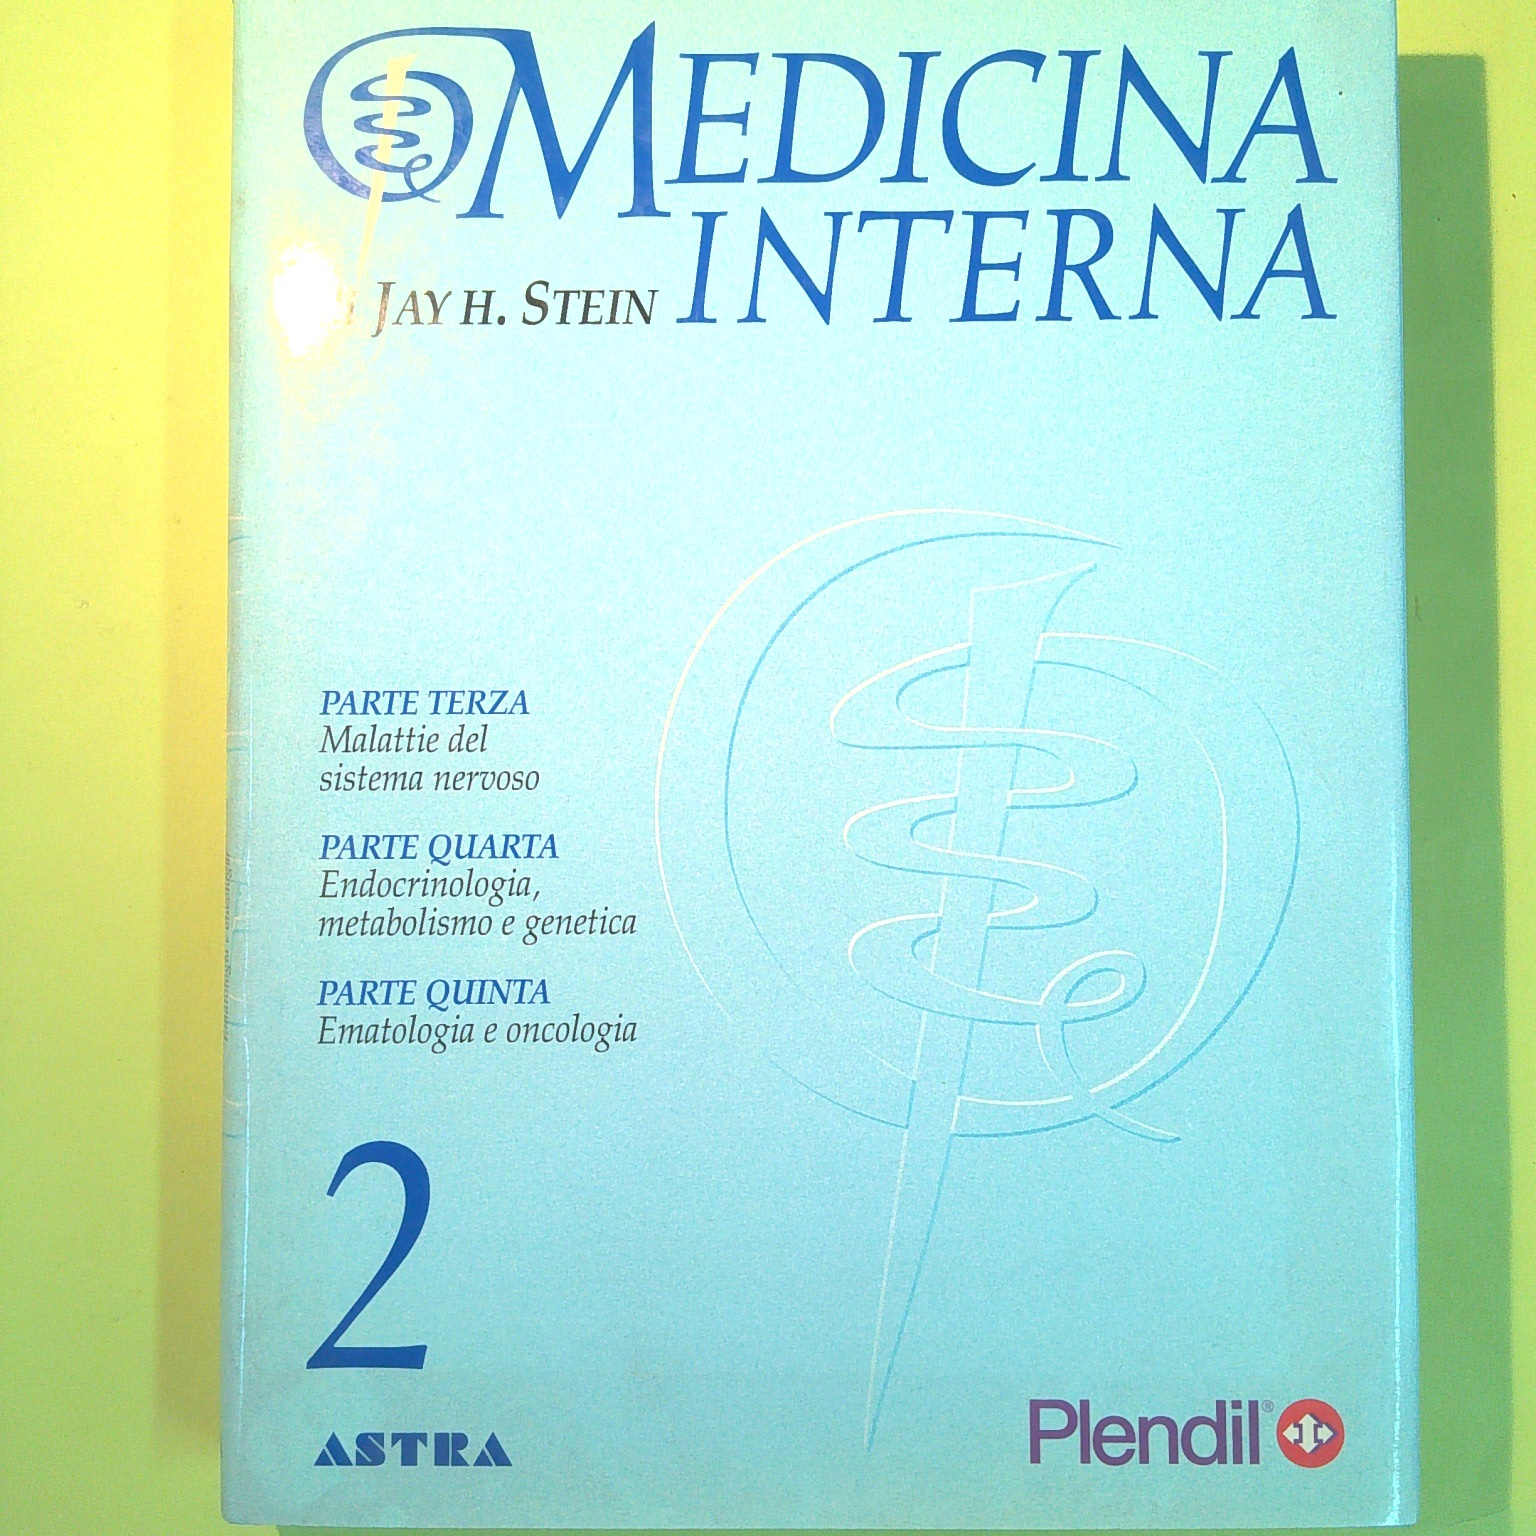 MEDICINA
INTERNA
JAY H. STEIN
PARTE TERZA
Malattie del
sistema nervoso
PARTE QUARTA
Endocrinologia,
metabolismo e genetica
PARTE QUINTA
Ematologia e oncologia
2
ASTRA
Plendil®